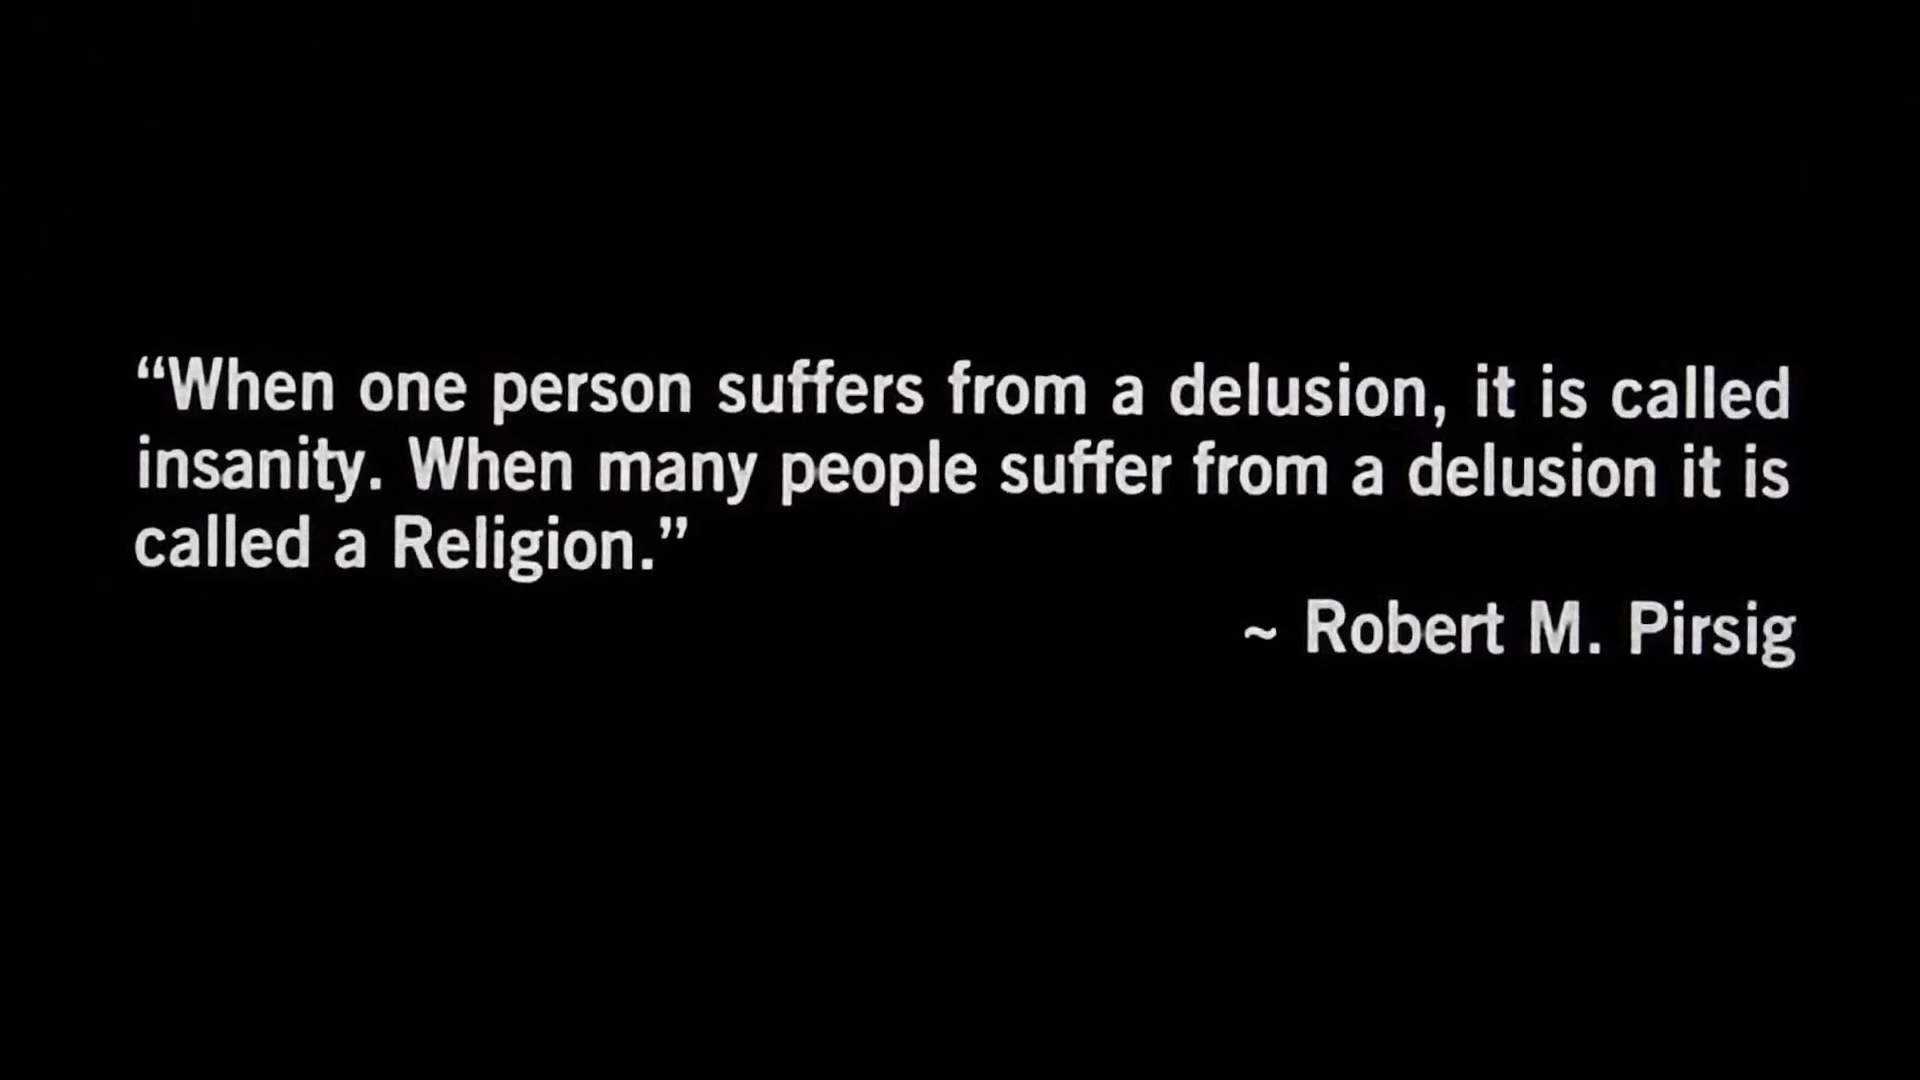 “When one person suffers from a delusion, it is called
insanity. When many people suffer from a delusion it is
called a Religion.”
~ Robert M. Pirsig